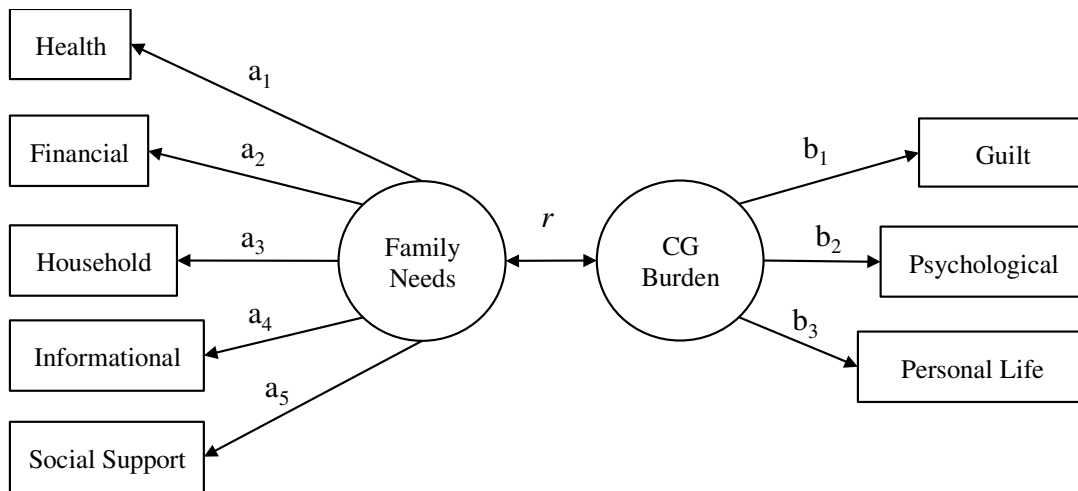 Health
a₁
Financial
a₂
Household
a₃
Informational
a₄
Social Support
a₅
Family
Needs
r
CG
Burden
b₁
Guilt
b₂
Psychological
b₃
Personal Life